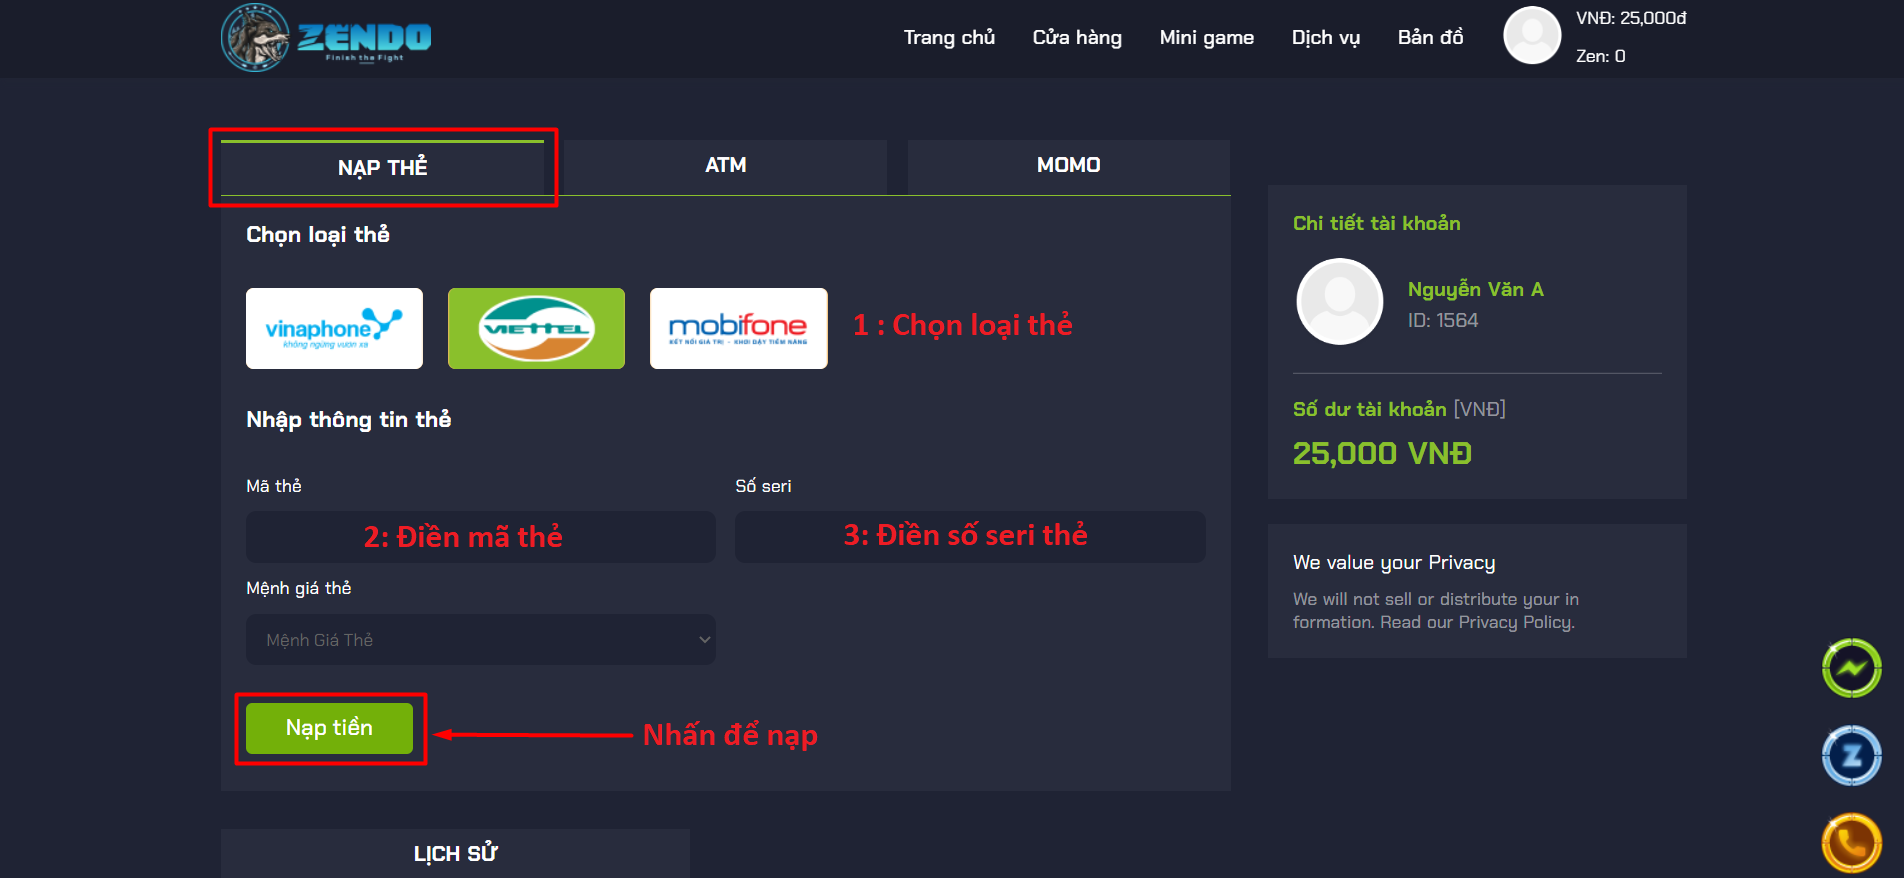 ZENDO
Finish the Fight
Trang chủ
Cửa hàng
Mini game
Dịch vụ
Bản đồ
VNĐ: 25,000đ
Zen: 0
NẠP THẺ
ATM
MOMO
Chọn loại thẻ
vinaphone
không ngừng vươn xa
VIETTEL
mobifone
KẾT NỐI GIÁ TRỊ - KHƠI DẬY TIỀM NĂNG
1 : Chọn loại thẻ
Nhập thông tin thẻ
Mã thẻ
Số seri
2: Điền mã thẻ
3: Điền số seri thẻ
Mệnh giá thẻ
Mệnh Giá Thẻ
Nạp tiền
Nhấn để nạp
LỊCH SỬ
Chi tiết tài khoản
Nguyễn Văn A
ID: 1564
Số dư tài khoản [VNĐ]
25,000 VNĐ
We value your Privacy
We will not sell or distribute your in
formation. Read our Privacy Policy.
Z